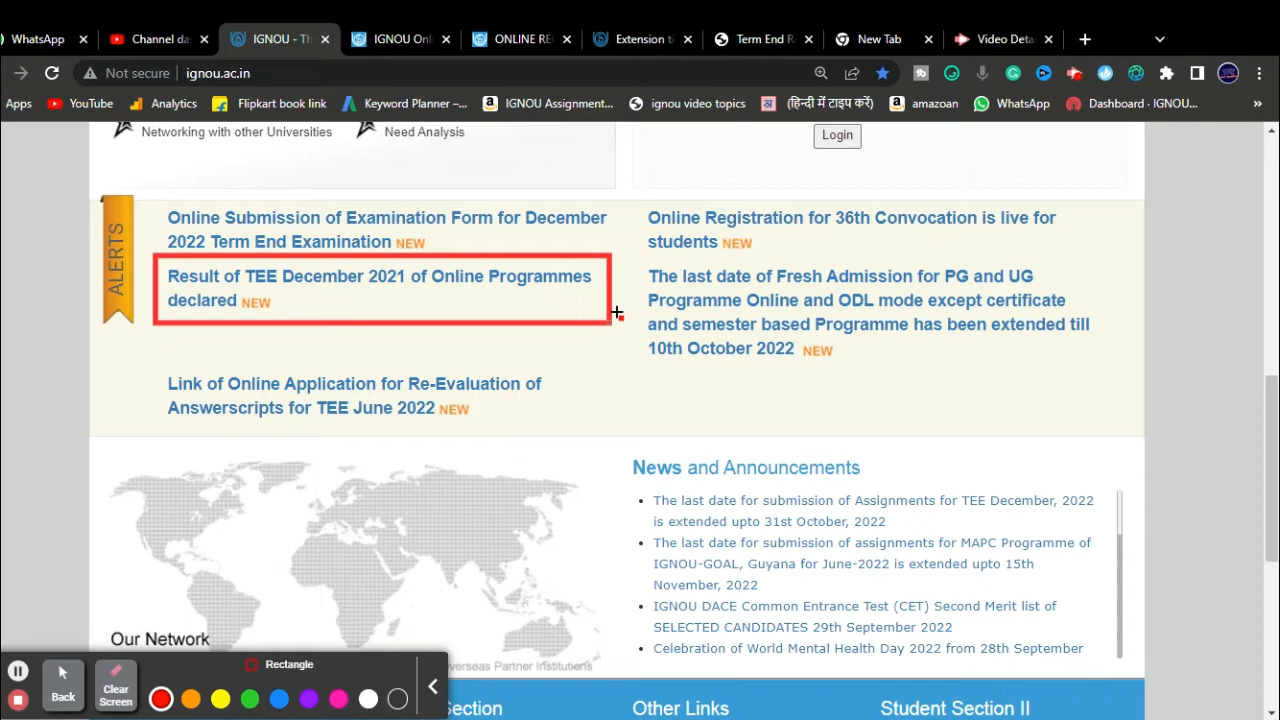 WhatsApp
Channel da
IGNOU - Th
IGNOU Onl
ONLINE RE
Extension ti
Term End R
New Tab
Video Deta
Not secure
ignou.ac.in
Apps
YouTube
Analytics
Flipkart book link
Keyword Planner –...
IGNOU Assignment...
ignou video topics
(हिन्दी में टाइप करें)
amazoan
WhatsApp
Dashboard - IGNOU...
Networking with other Universities
Need Analysis
Login
ALERTS
Online Submission of Examination Form for December
2022 Term End Examination NEW
Result of TEE December 2021 of Online Programmes
declared NEW
Link of Online Application for Re-Evaluation of
Answerscripts for TEE June 2022 NEW
Online Registration for 36th Convocation is live for
students NEW
The last date of Fresh Admission for PG and UG
Programme Online and ODL mode except certificate
and semester based Programme has been extended till
10th October 2022 NEW
News and Announcements
The last date for submission of Assignments for TEE December, 2022
is extended upto 31st October, 2022
The last date for submission of assignments for MAPC Programme of
IGNOU-GOAL, Guyana for June-2022 is extended upto 15th
November, 2022
IGNOU DACE Common Entrance Test (CET) Second Merit list of
SELECTED CANDIDATES 29th September 2022
Celebration of World Mental Health Day 2022 from 28th September
Our Network
verseas Partner Institutions
Rectangle
Back
Clear
Screen
Section
Other Links
Student Section II